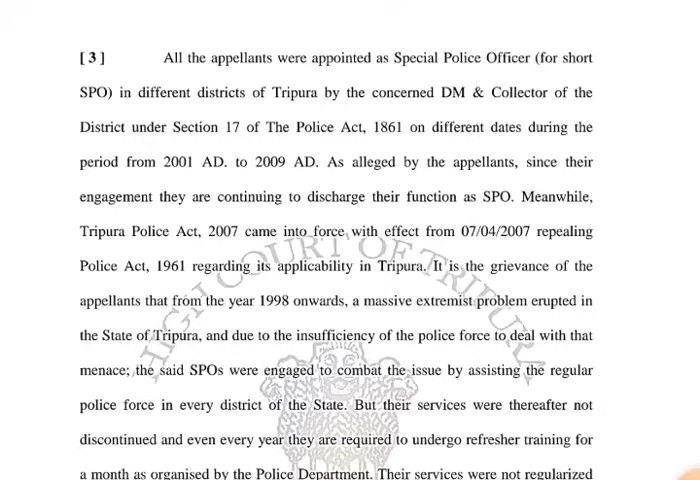 [ 3 ] All the appellants were appointed as Special Police Officer (for short
SPO) in different districts of Tripura by the concerned DM & Collector of the
District under Section 17 of The Police Act, 1861 on different dates during the
period from 2001 AD. to 2009 AD. As alleged by the appellants, since their
engagement they are continuing to discharge their function as SPO. Meanwhile,
Tripura Police Act, 2007 came into force with effect from 07/04/2007 repealing
Police Act, 1961 regarding its applicability in Tripura. It is the grievance of the
appellants that from the year 1998 onwards, a massive extremist problem erupted in
the State of Tripura, and due to the insufficiency of the police force to deal with that
menace; the said SPOs were engaged to combat the issue by assisting the regular
police force in every district of the State. But their services were thereafter not
discontinued and even every year they are required to undergo refresher training for
a month as organised by the Police Department. Their services were not regularized
HIGH COURT OF TRIPURA